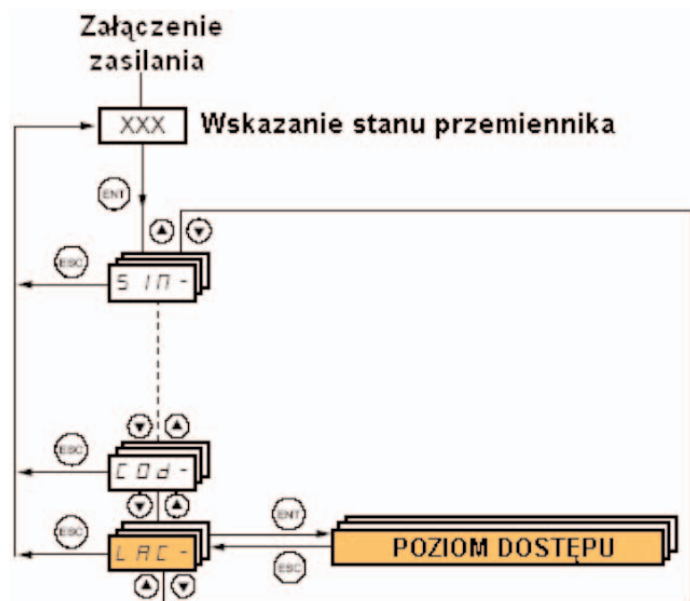 Załączenie
zasilania
XXX
Wskazanie stanu przemiennika
ENT
ESC
SIM-
ESC
COd-
ESC
LAC-
ENT
ESC
POZIOM DOSTĘPU